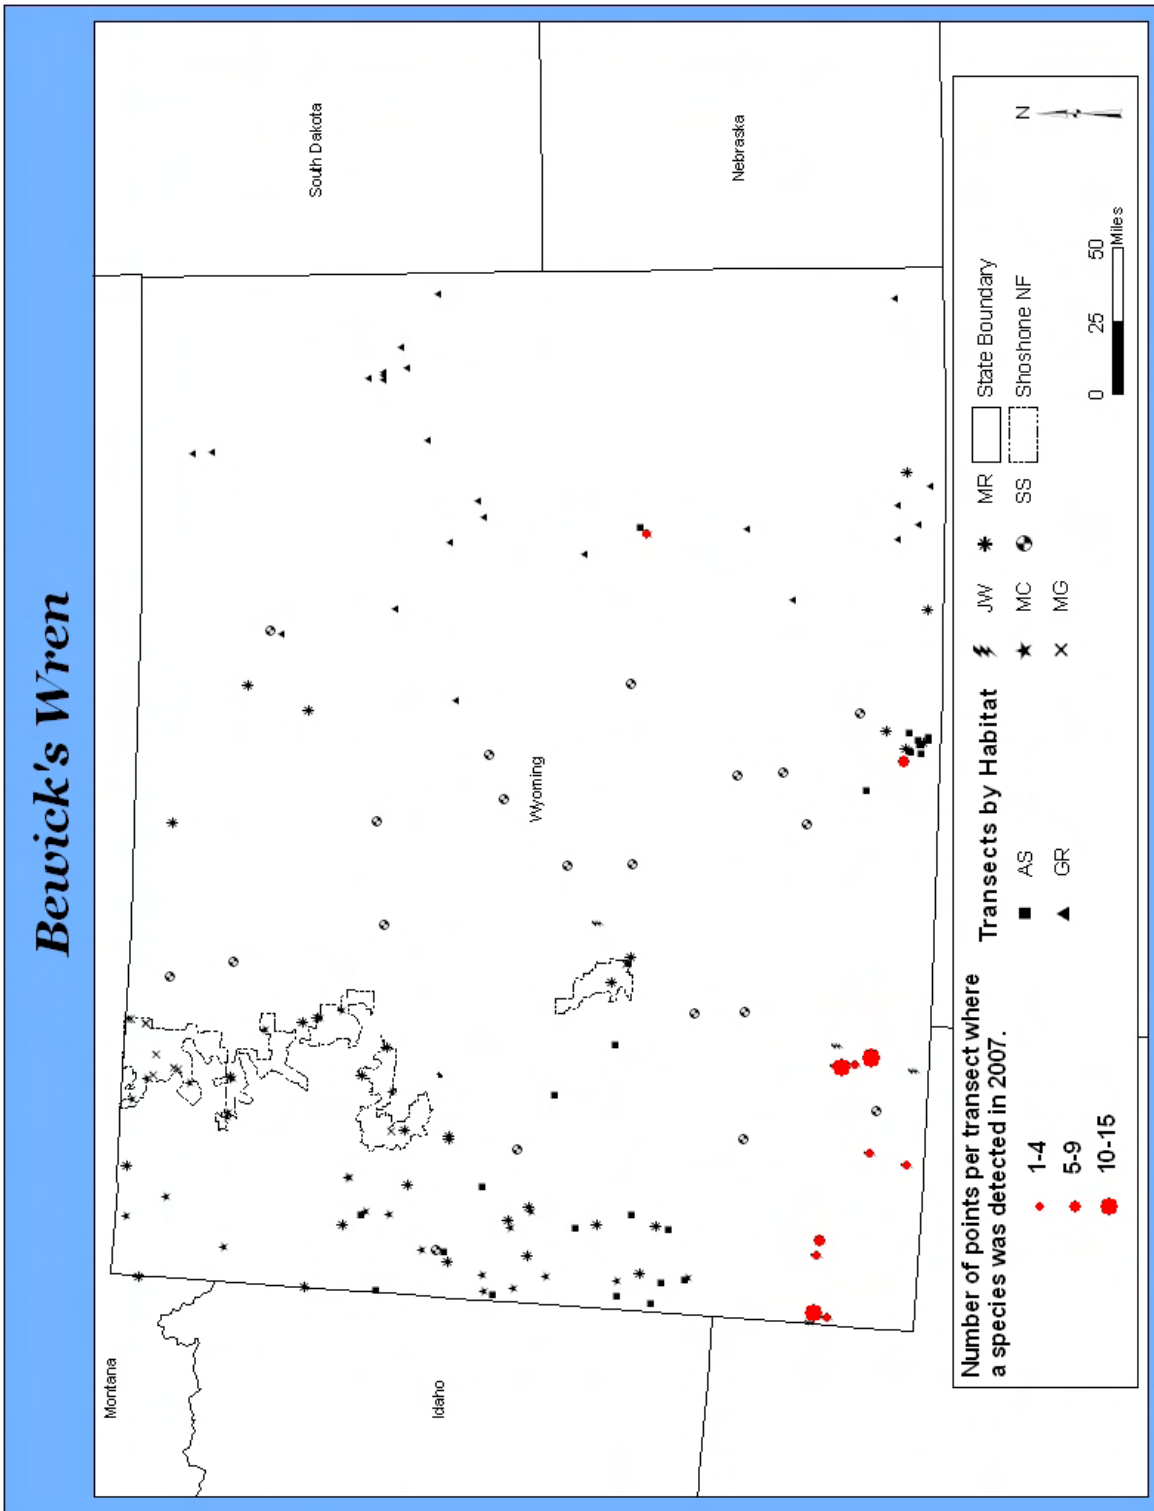 Bewick's Wren
Montana
South Dakota
Idaho
Wyoming
Nebraska
Number of points per transect where
a species was detected in 2007.
1-4
5-9
10-15
Transects by Habitat
AS
GR
JW
MC
MG
MR
SS
State Boundary
Shoshone NF
N
0 25 50
Miles